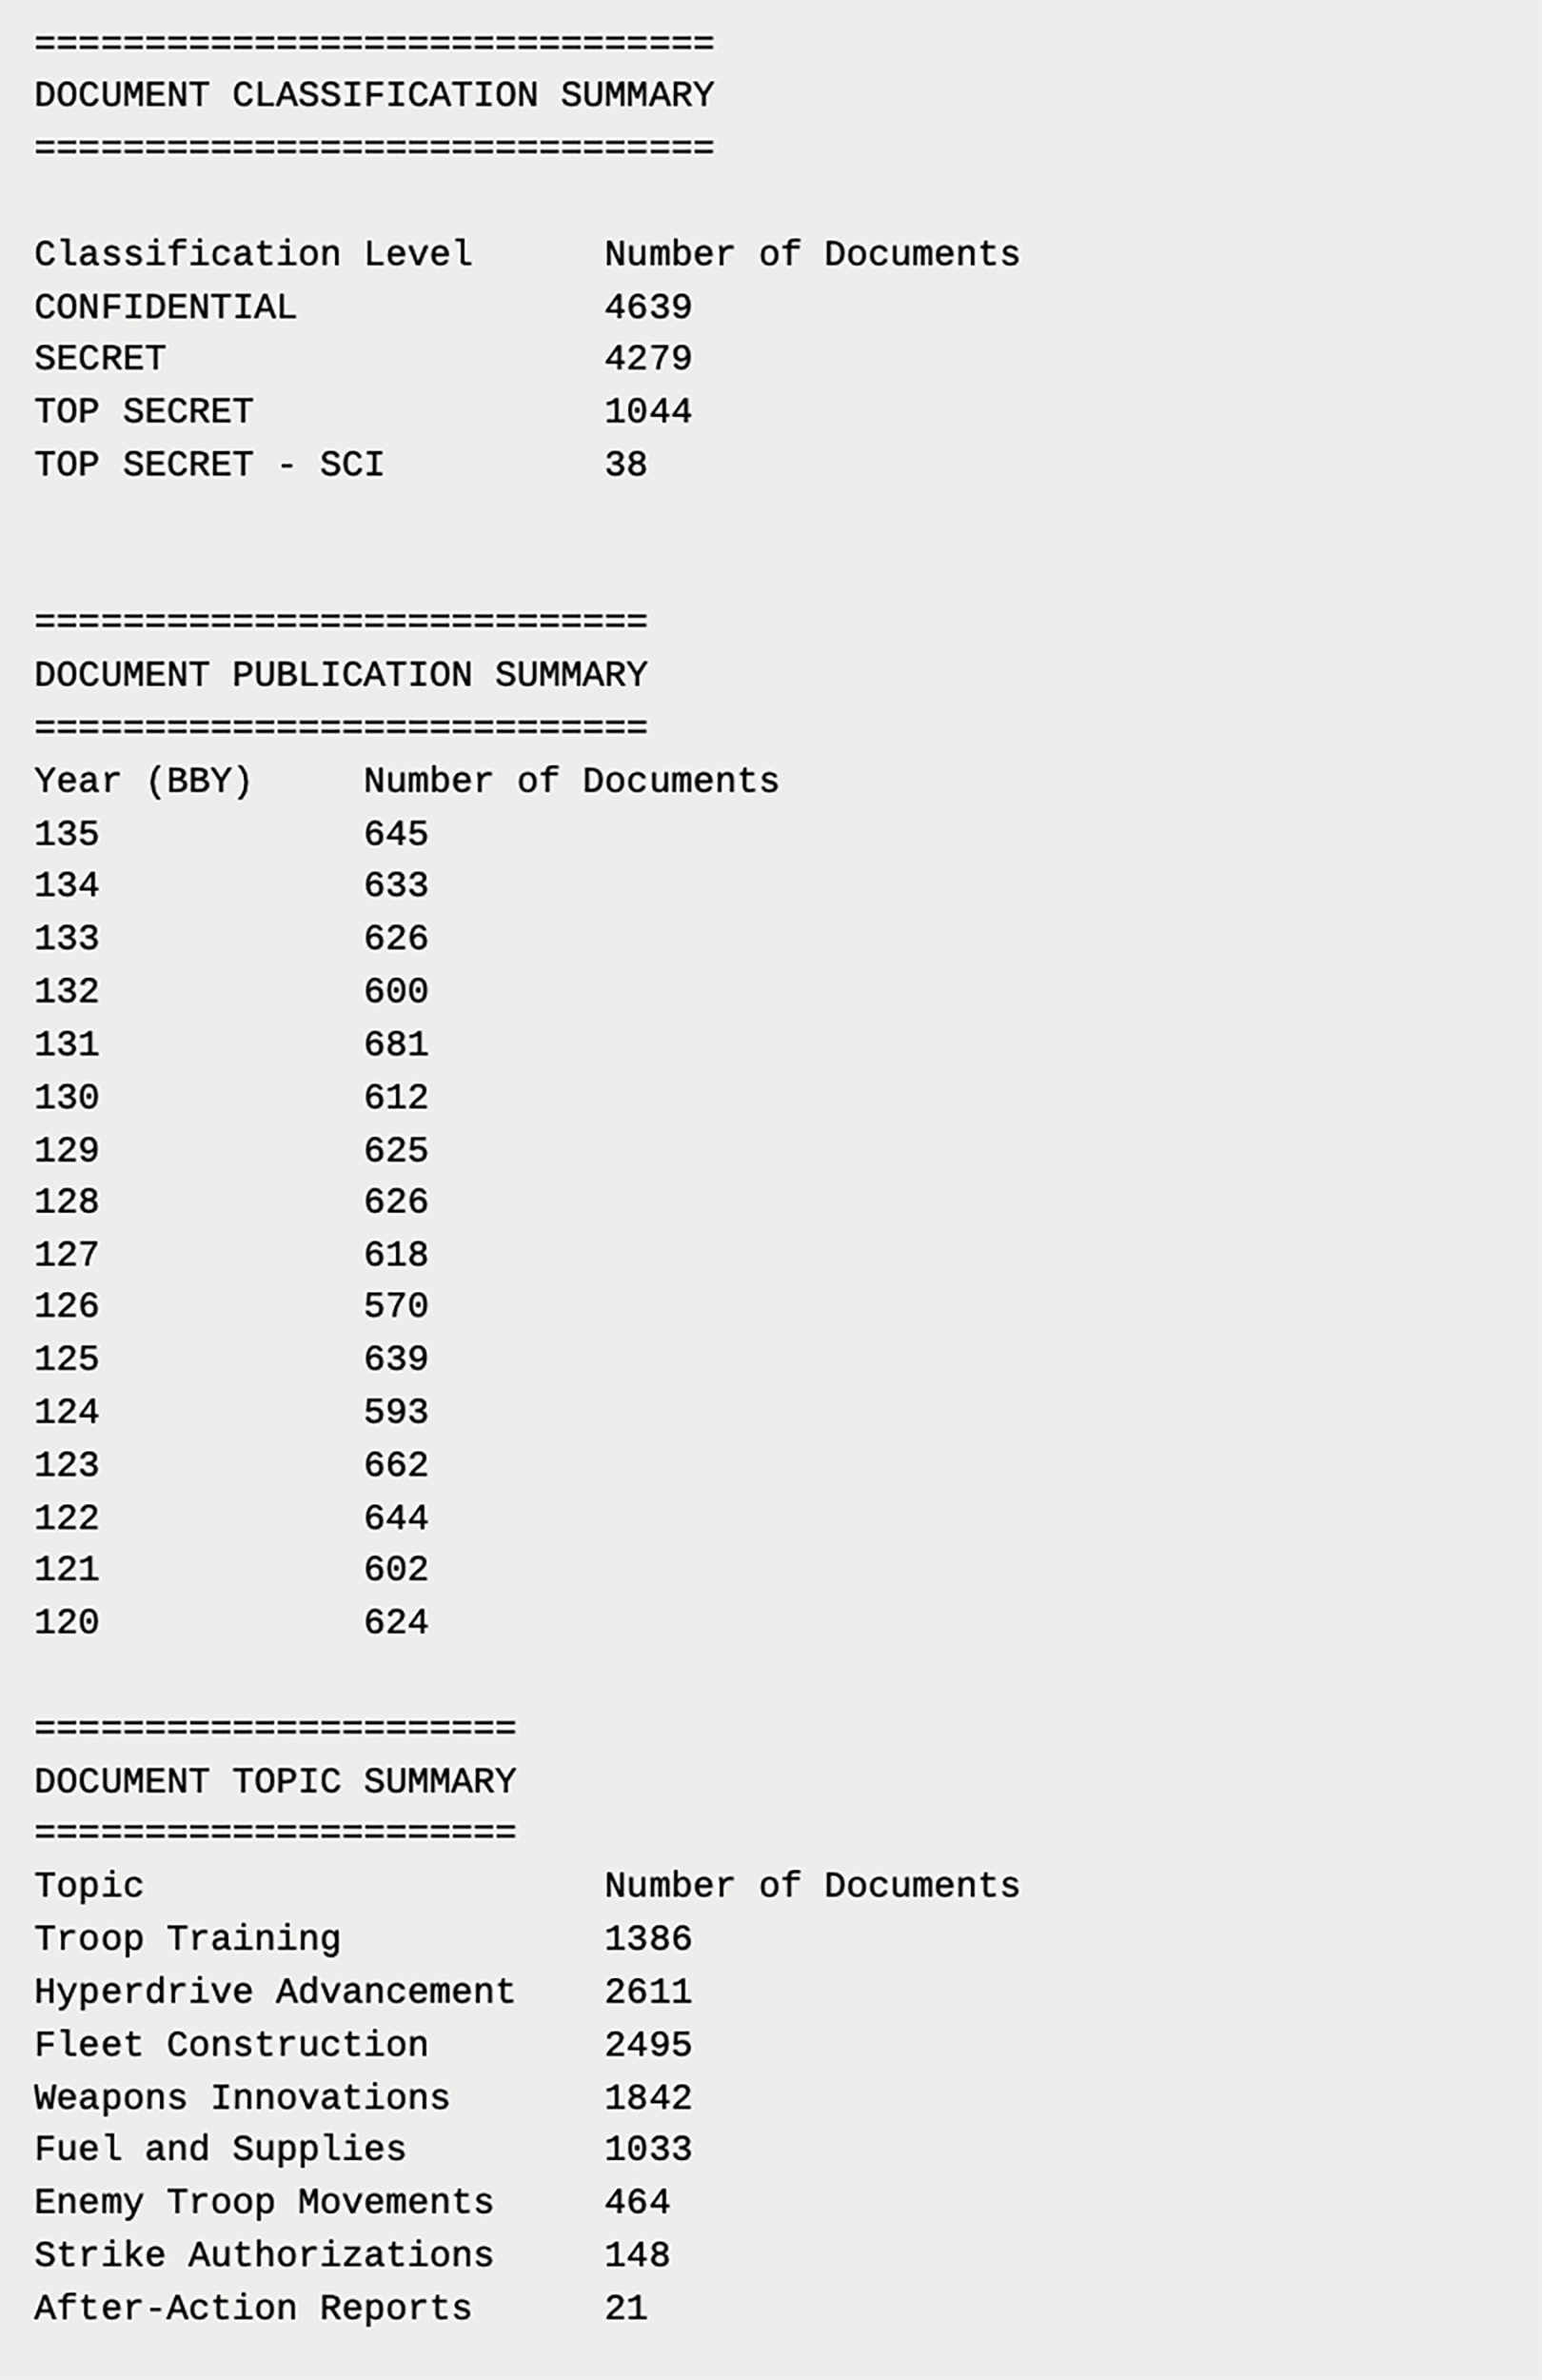 ===============================
DOCUMENT CLASSIFICATION SUMMARY
===============================
Classification Level      Number of Documents
CONFIDENTIAL              4639
SECRET                    4279
TOP SECRET                1044
TOP SECRET - SCI          38
============================
DOCUMENT PUBLICATION SUMMARY
============================
Year (BBY)     Number of Documents
135            645
134            633
133            626
132            600
131            681
130            612
129            625
128            626
127            618
126            570
125            639
124            593
123            662
122            644
121            602
120            624
======================
DOCUMENT TOPIC SUMMARY
======================
Topic                     Number of Documents
Troop Training            1386
Hyperdrive Advancement    2611
Fleet Construction        2495
Weapons Innovations       1842
Fuel and Supplies         1033
Enemy Troop Movements     464
Strike Authorizations     148
After-Action Reports      21